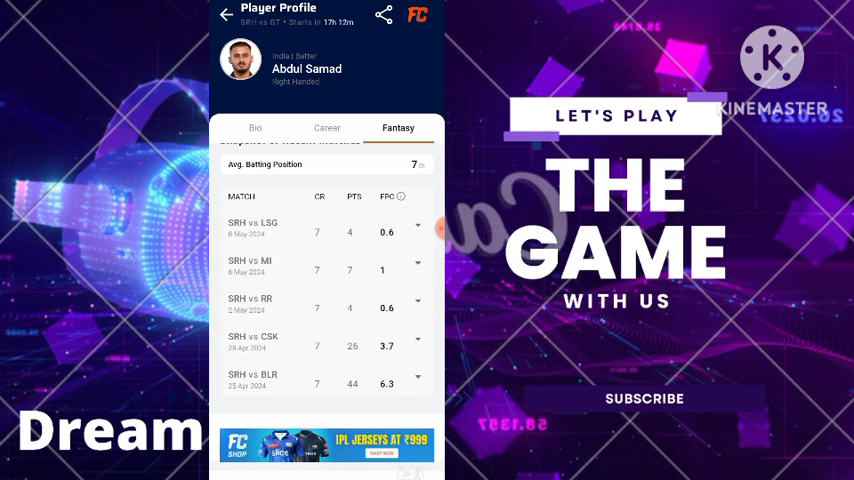 Player Profile
SRH vs GT • Starts in 17h 12m
FC
India | Batter
Abdul Samad
Right Handed
Bio Career Fantasy
Avg. Batting Position 7th
MATCH CR PTS FPC
SRH vs LSG
8 May 2024
7 4 0.6
SRH vs MI
6 May 2024
7 7 1
SRH vs RR
2 May 2024
7 4 0.6
SRH vs CSK
28 Apr 2024
7 26 3.7
SRH vs BLR
25 Apr 2024
7 44 6.3
FC
SHOP
slice
IPL JERSEYS AT ₹999
SHOP NOW
Dream
K
KINEMASTER
LET'S PLAY
THE
GAME
WITH US
SUBSCRIBE
Ca
58.1357